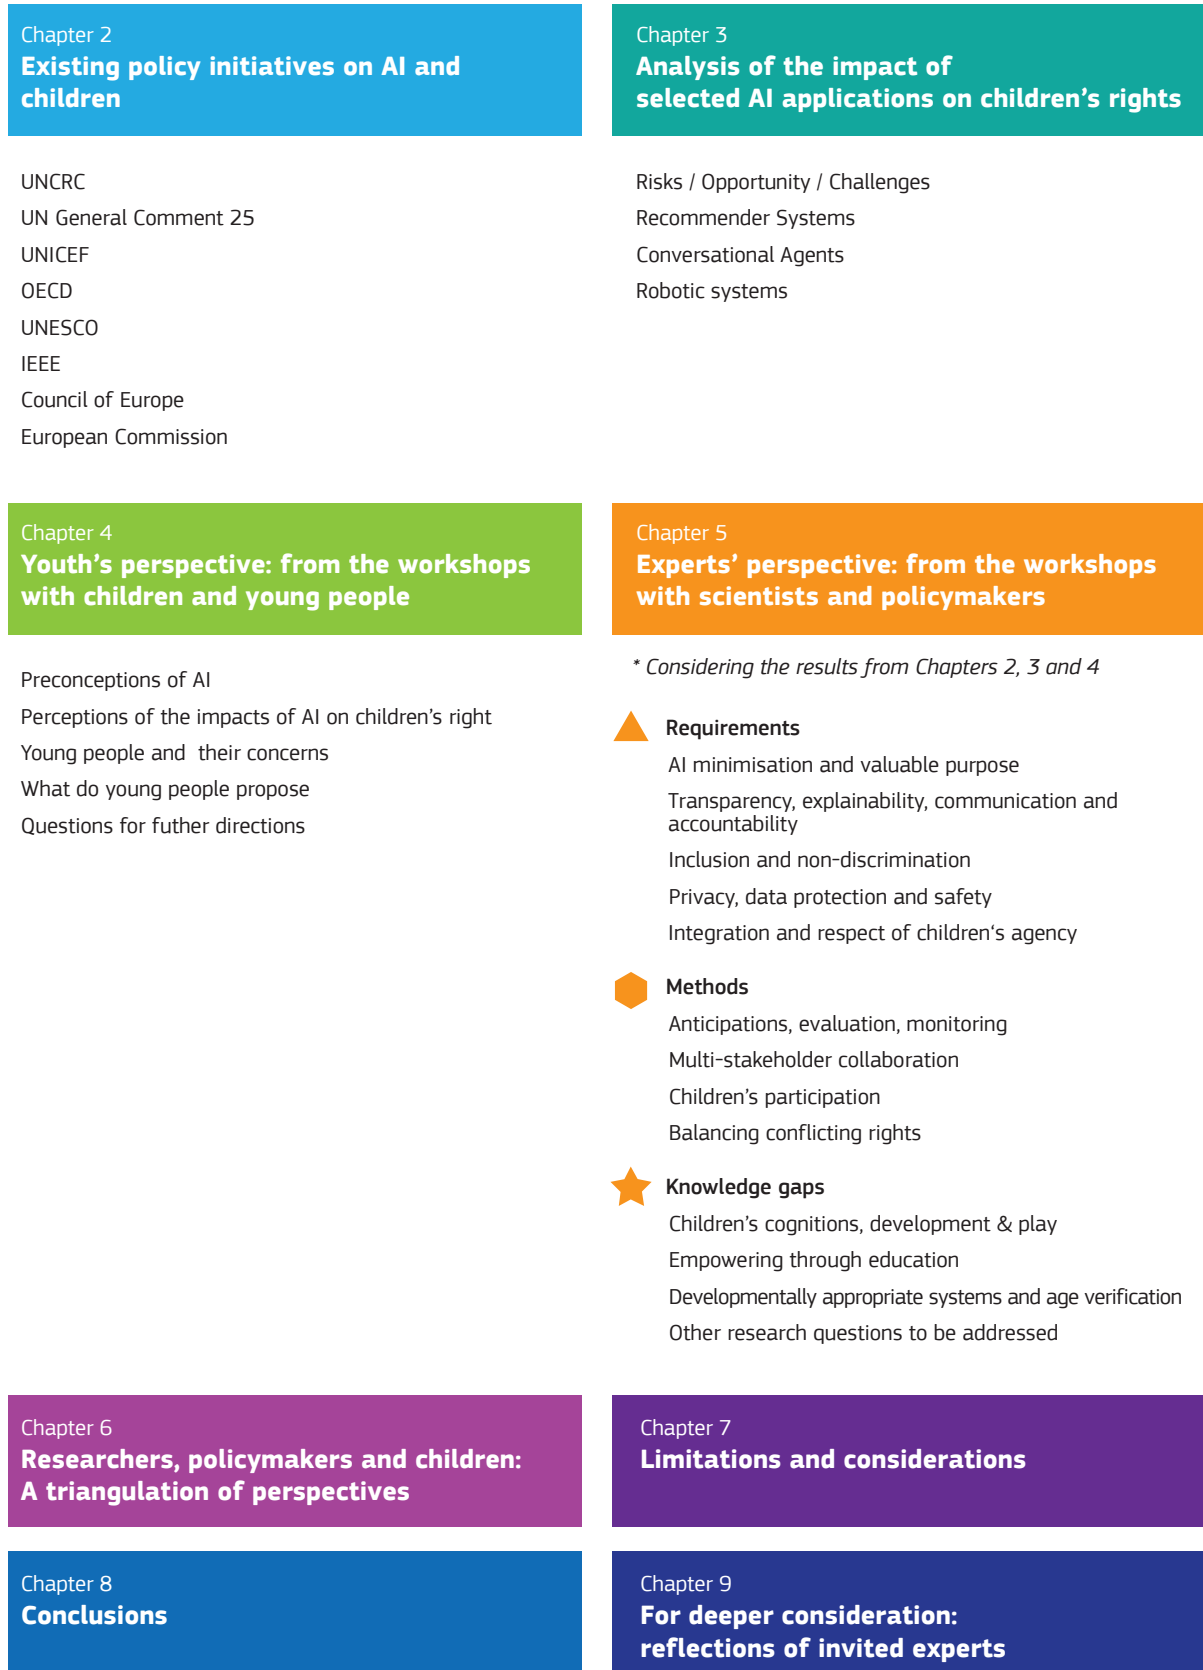 Chapter 2
Existing policy initiatives on AI and
children
UNCRC
UN General Comment 25
UNICEF
OECD
UNESCO
IEEE
Council of Europe
European Commission
Chapter 3
Analysis of the impact of
selected AI applications on children’s rights
Risks / Opportunity / Challenges
Recommender Systems
Conversational Agents
Robotic systems
Chapter 4
Youth’s perspective: from the workshops
with children and young people
Preconceptions of AI
Perceptions of the impacts of AI on children’s right
Young people and their concerns
What do young people propose
Questions for futher directions
Chapter 5
Experts’ perspective: from the workshops
with scientists and policymakers
* Considering the results from Chapters 2, 3 and 4
Requirements
AI minimisation and valuable purpose
Transparency, explainability, communication and
accountability
Inclusion and non-discrimination
Privacy, data protection and safety
Integration and respect of children‘s agency
Methods
Anticipations, evaluation, monitoring
Multi-stakeholder collaboration
Children’s participation
Balancing conflicting rights
Knowledge gaps
Children’s cognitions, development & play
Empowering through education
Developmentally appropriate systems and age verification
Other research questions to be addressed
Chapter 6
Researchers, policymakers and children:
A triangulation of perspectives
Chapter 7
Limitations and considerations
Chapter 8
Conclusions
Chapter 9
For deeper consideration:
reflections of invited experts